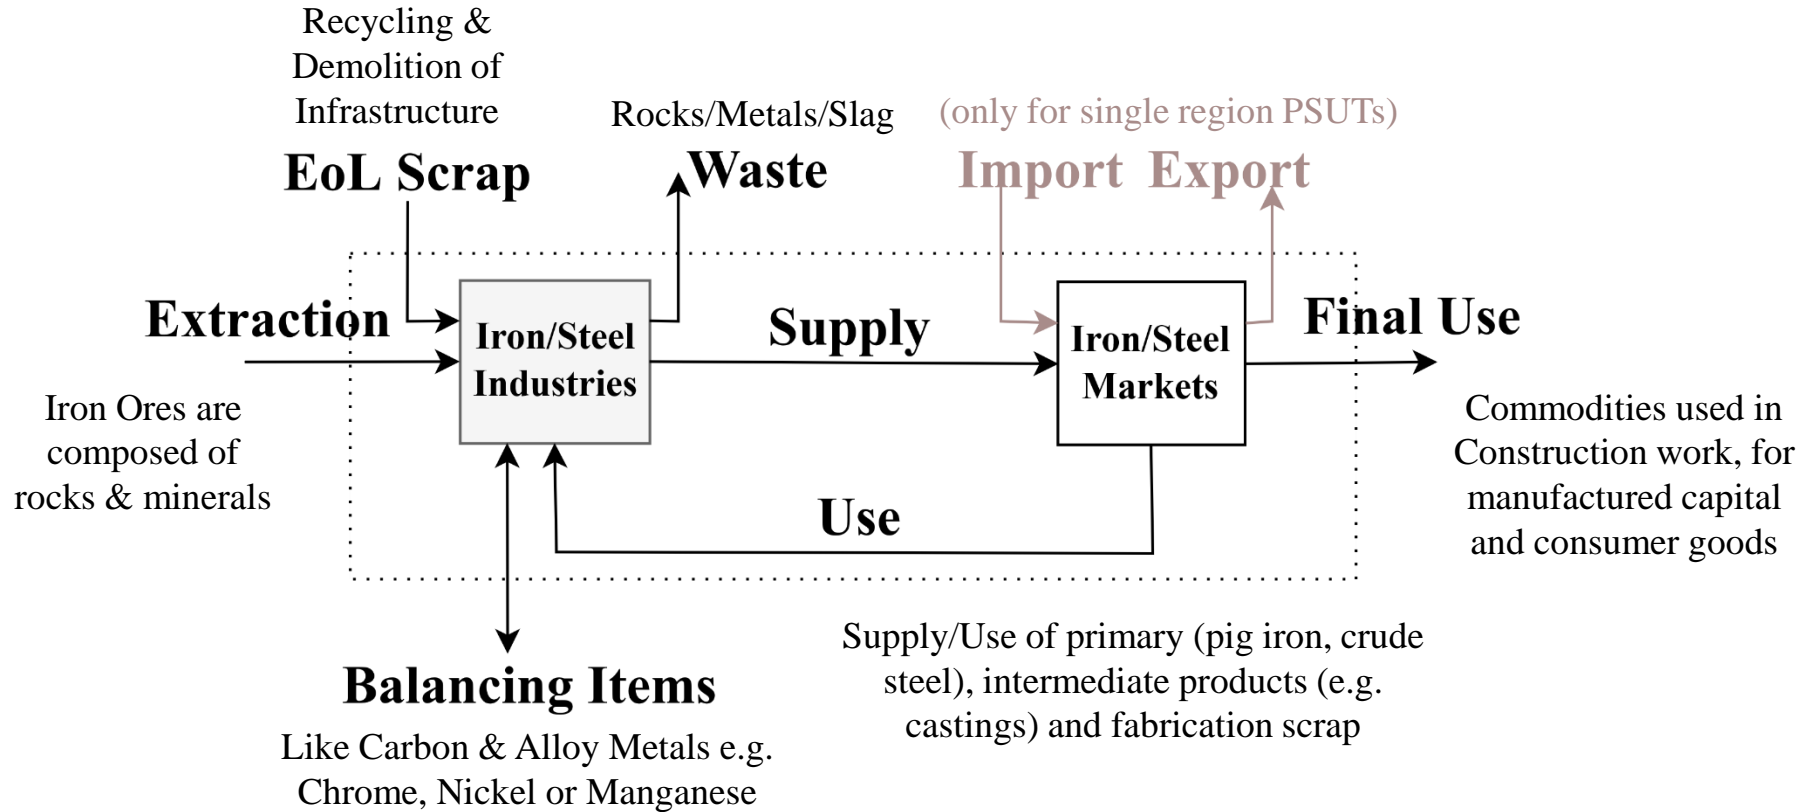 Recycling &
Demolition of
Infrastructure
EoL Scrap
Rocks/Metals/Slag
Waste
(only for single region PSUTs)
Import Export
Extraction
Iron Ores are
composed of
rocks & minerals
Iron/Steel
Industries
Supply
Iron/Steel
Markets
Final Use
Commodities used in
Construction work, for
manufactured capital
and consumer goods
Use
Balancing Items
Like Carbon & Alloy Metals e.g.
Chrome, Nickel or Manganese
Supply/Use of primary (pig iron, crude
steel), intermediate products (e.g.
castings) and fabrication scrap